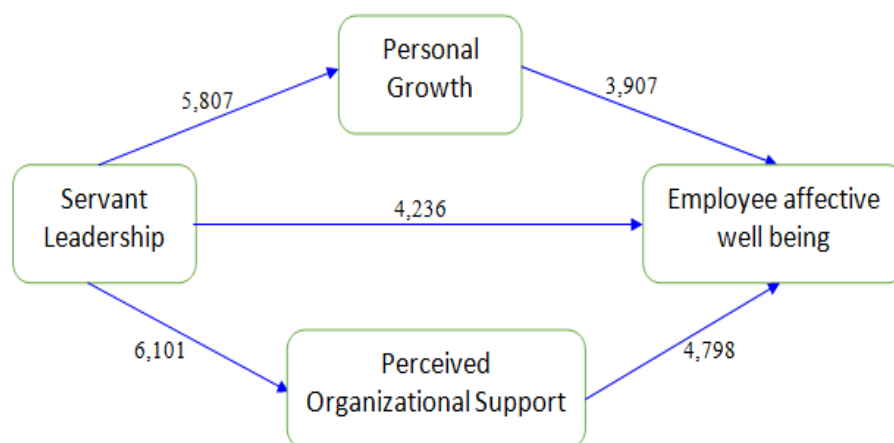 Personal
Growth
5,807
3,907
Servant
Leadership
4,236
Employee affective
well being
6,101
4,798
Perceived
Organizational Support